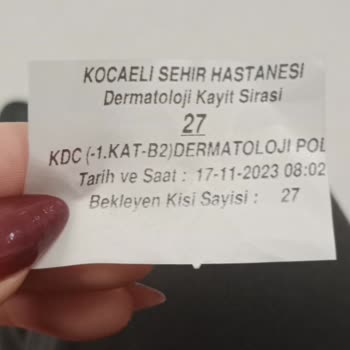 KOCAELİ SEHIR HASTANESİ
Dermatoloji Kayit Sirasi
27
KDC (-1.KAT-B2)DERMATOLOJI POL
Tarih ve Saat : 17-11-2023 08:02
Bekleyen Kisi Sayisi : 27